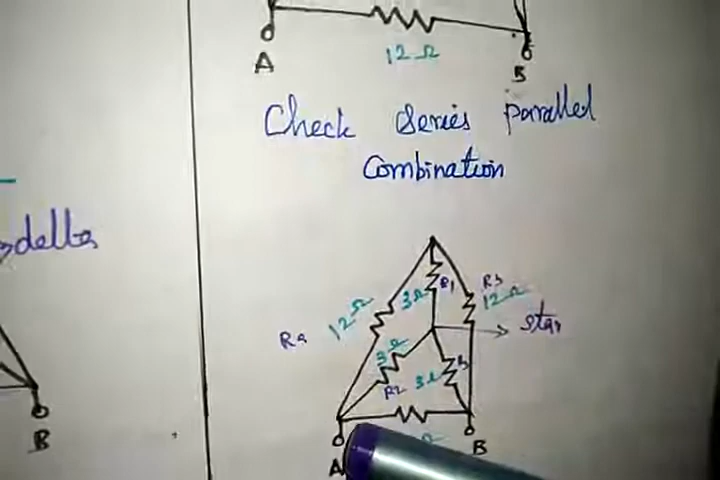 12 Ω
A
B
Check Series parallel
Combination
delta
B
R1
3Ω
R3
12 Ω
Ra
12 Ω
star
3Ω
R2
3Ω
Ω
A
B